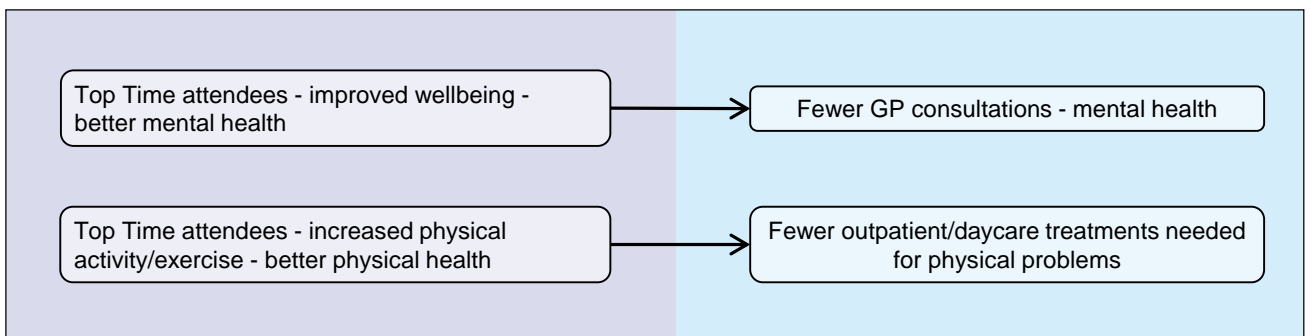 Top Time attendees - improved wellbeing -
better mental health
Fewer GP consultations - mental health
Top Time attendees - increased physical
activity/exercise - better physical health
Fewer outpatient/daycare treatments needed
for physical problems